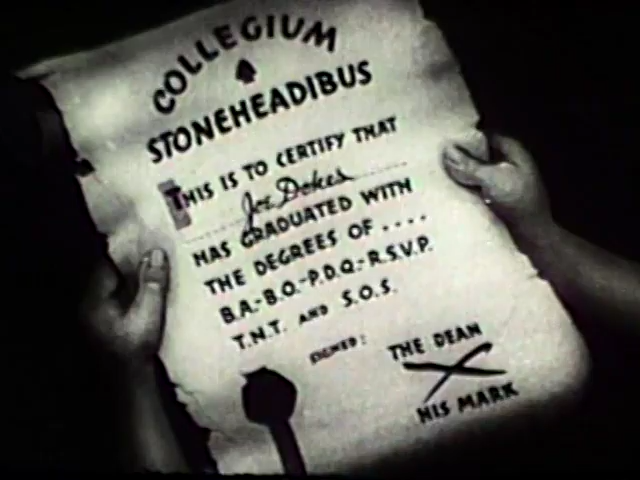 COLLEGIUM
STONEHEADIBUS
THIS IS TO CERTIFY THAT
Joe Dokes
HAS GRADUATED WITH
THE DEGREES OF ....
B.A.-B.O.-P.D.Q.-R.S.V.P.
T.N.T. AND S.O.S.
SIGNED:
THE DEAN
X
HIS MARK